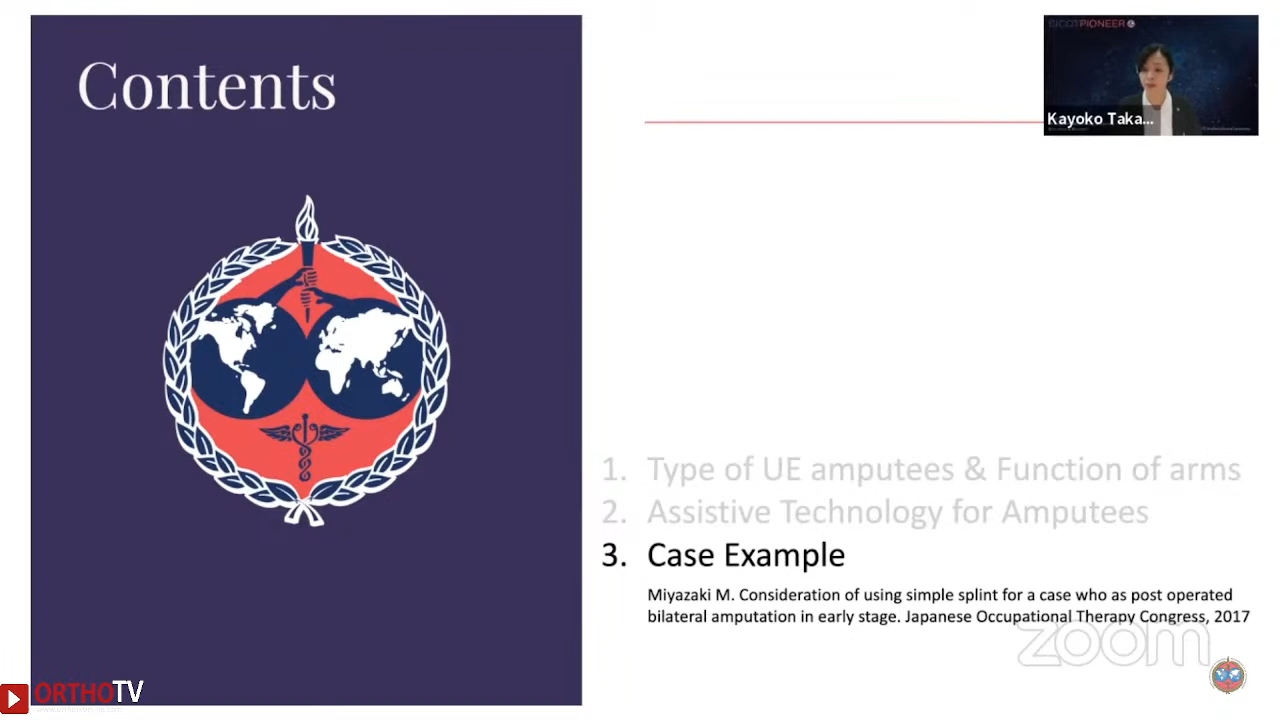 Contents
SICOTPIONEER
Kayoko Taka...
1. Type of UE amputees & Function of arms
2. Assistive Technology for Amputees
3. Case Example
Miyazaki M. Consideration of using simple splint for a case who as post operated
bilateral amputation in early stage. Japanese Occupational Therapy Congress, 2017
zoom
ORTHOTV